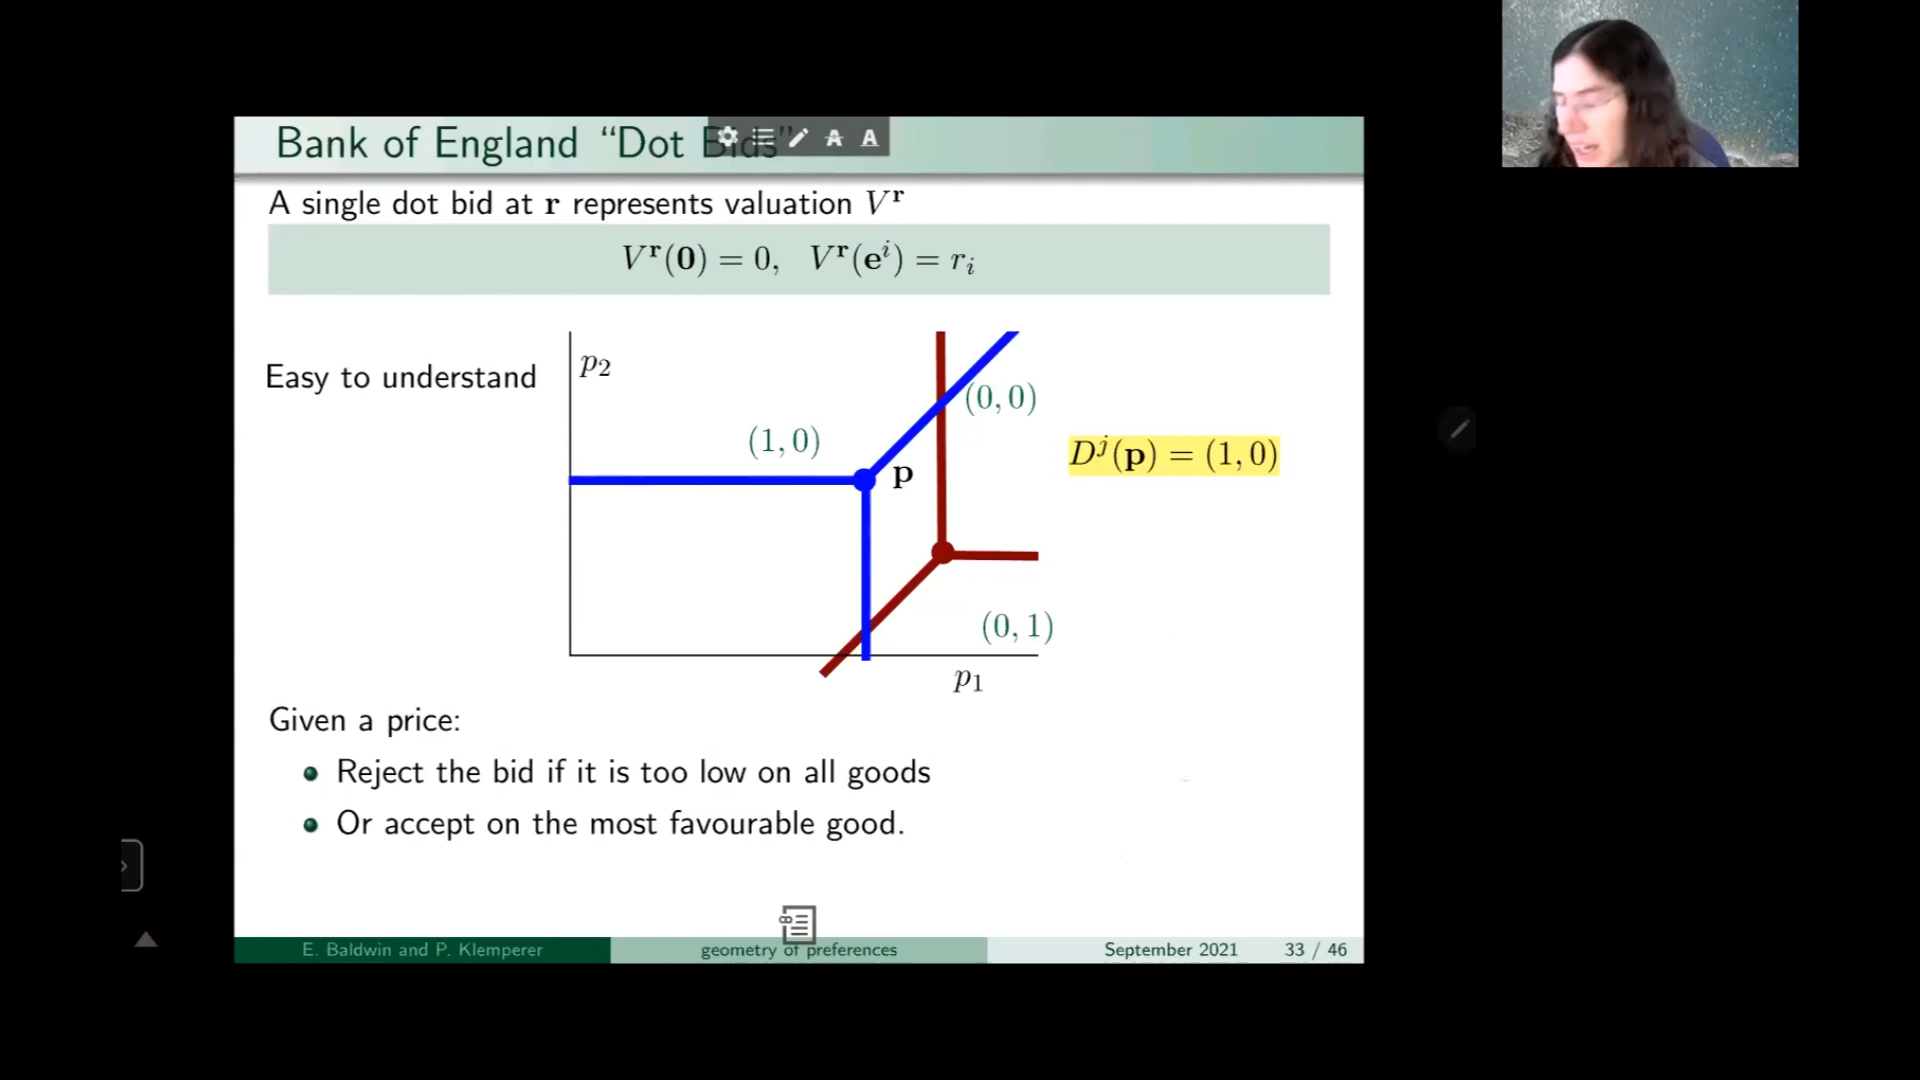 Bank of England “Dot Bids”
A single dot bid at r represents valuation V^r
V^r(0) = 0, V^r(e^i) = r_i
Easy to understand
p_2
(0, 0)
(1, 0)
D^j(p) = (1, 0)
p
(0, 1)
p_1
Given a price:
Reject the bid if it is too low on all goods
Or accept on the most favourable good.
E. Baldwin and P. Klemperer geometry of preferences September 2021 33 / 46